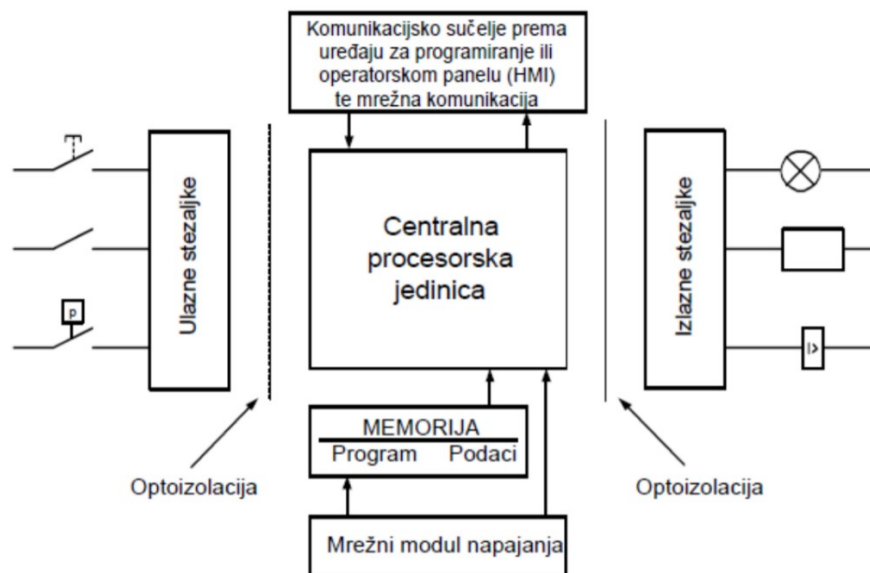 Komunikacijsko sučelje prema
uređaju za programiranje ili
operatorskom panelu (HMI)
te mrežna komunikacija
Ulazne stezaljke
p
Centralna
procesorska
jedinica
Izlazne stezaljke
MEMORIJA
Program Podaci
Optoizolacija
Optoizolacija
Mrežni modul napajanja